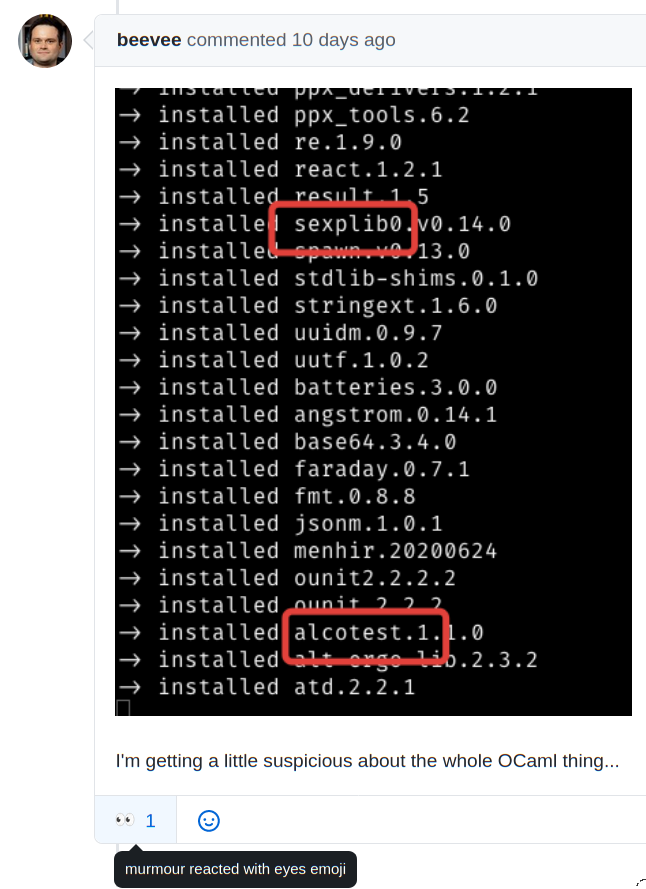 beevee commented 10 days ago
→ installed ppx_derivers.1.2.1
→ installed ppx_tools.6.2
→ installed re.1.9.0
→ installed react.1.2.1
→ installed result.1.5
→ installed sexplib0.v0.14.0
→ installed spawn.v0.13.0
→ installed stdlib-shims.0.1.0
→ installed stringext.1.6.0
→ installed uuidm.0.9.7
→ installed uutf.1.0.2
→ installed batteries.3.0.0
→ installed angstrom.0.14.1
→ installed base64.3.4.0
→ installed faraday.0.7.1
→ installed fmt.0.8.8
→ installed jsonm.1.0.1
→ installed menhir.20200624
→ installed ounit2.2.2.2
→ installed ounit.2.2.2
→ installed alcotest.1.1.0
→ installed alt-ergo-lib.2.3.2
→ installed atd.2.2.1
I'm getting a little suspicious about the whole OCaml thing...
👀 1
murmour reacted with eyes emoji